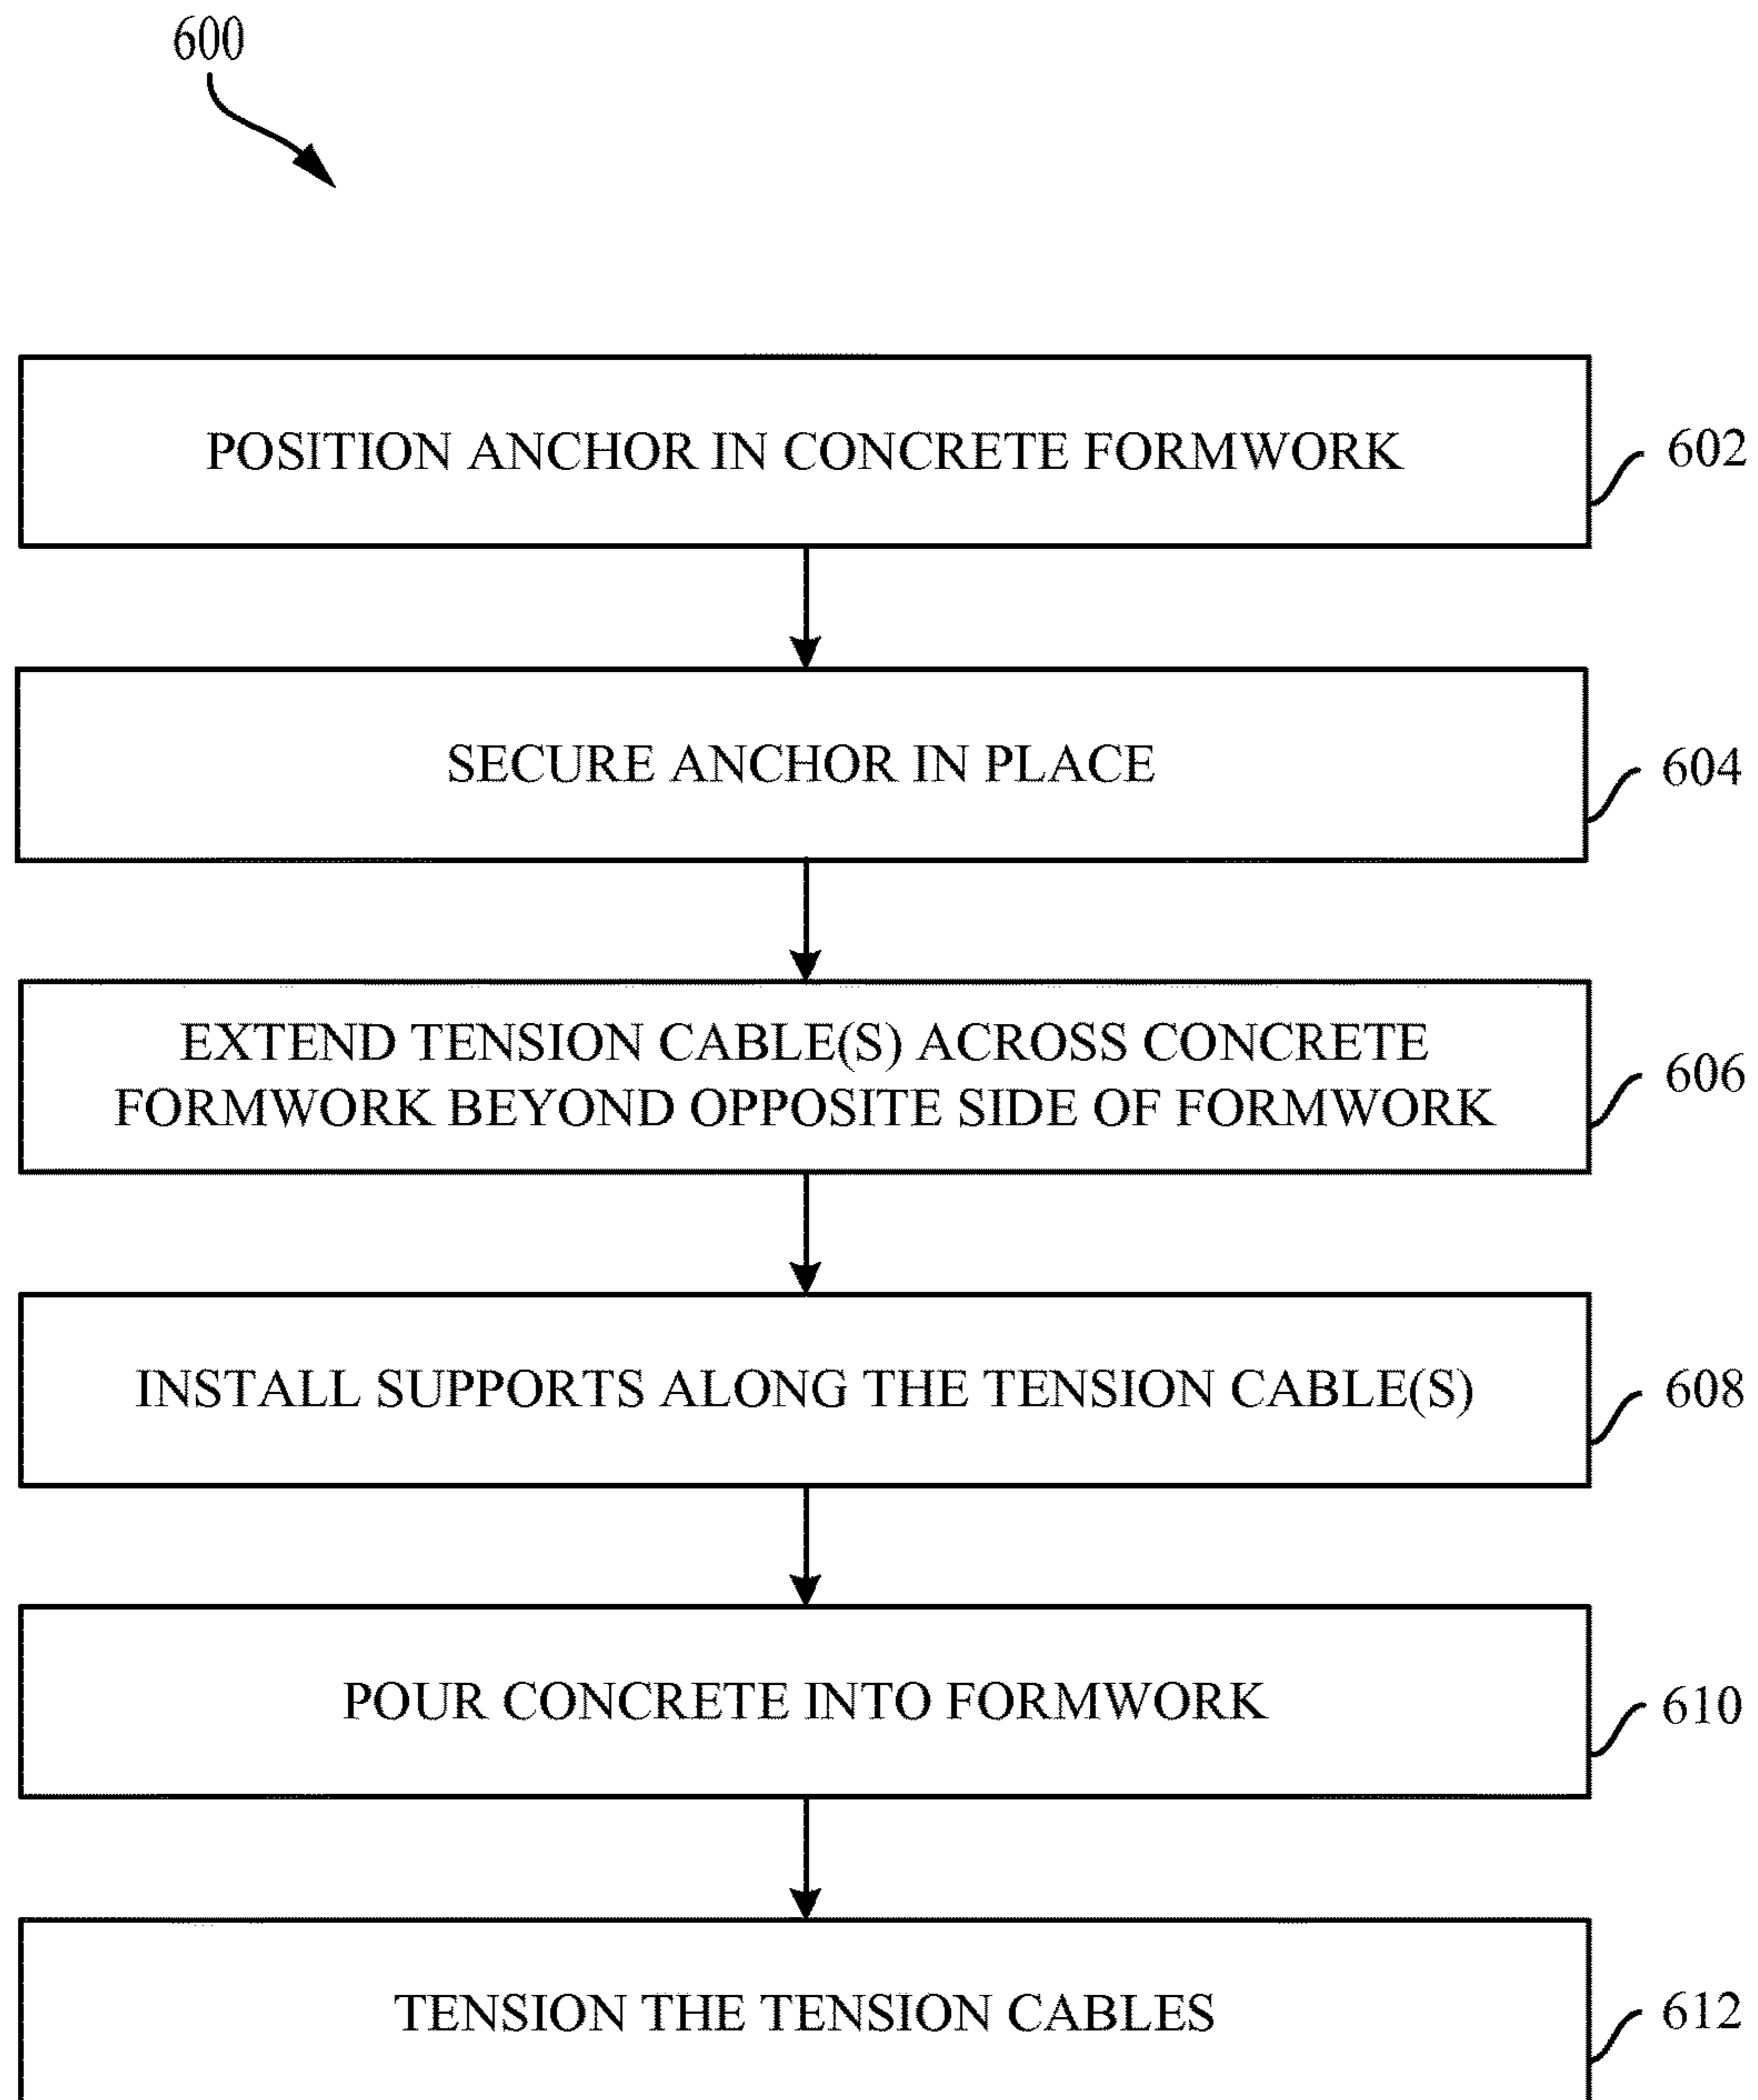 600
POSITION ANCHOR IN CONCRETE FORMWORK
602
SECURE ANCHOR IN PLACE
604
EXTEND TENSION CABLE(S) ACROSS CONCRETE
FORMWORK BEYOND OPPOSITE SIDE OF FORMWORK
606
INSTALL SUPPORTS ALONG THE TENSION CABLE(S)
608
POUR CONCRETE INTO FORMWORK
610
TENSION THE TENSION CABLES
612